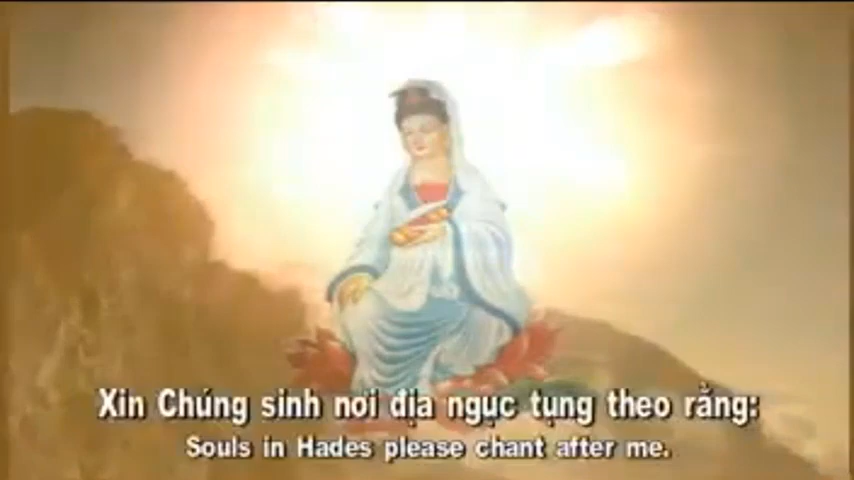 Xin Chúng sinh nơi địa ngục tụng theo rằng:
Souls in Hades please chant after me.